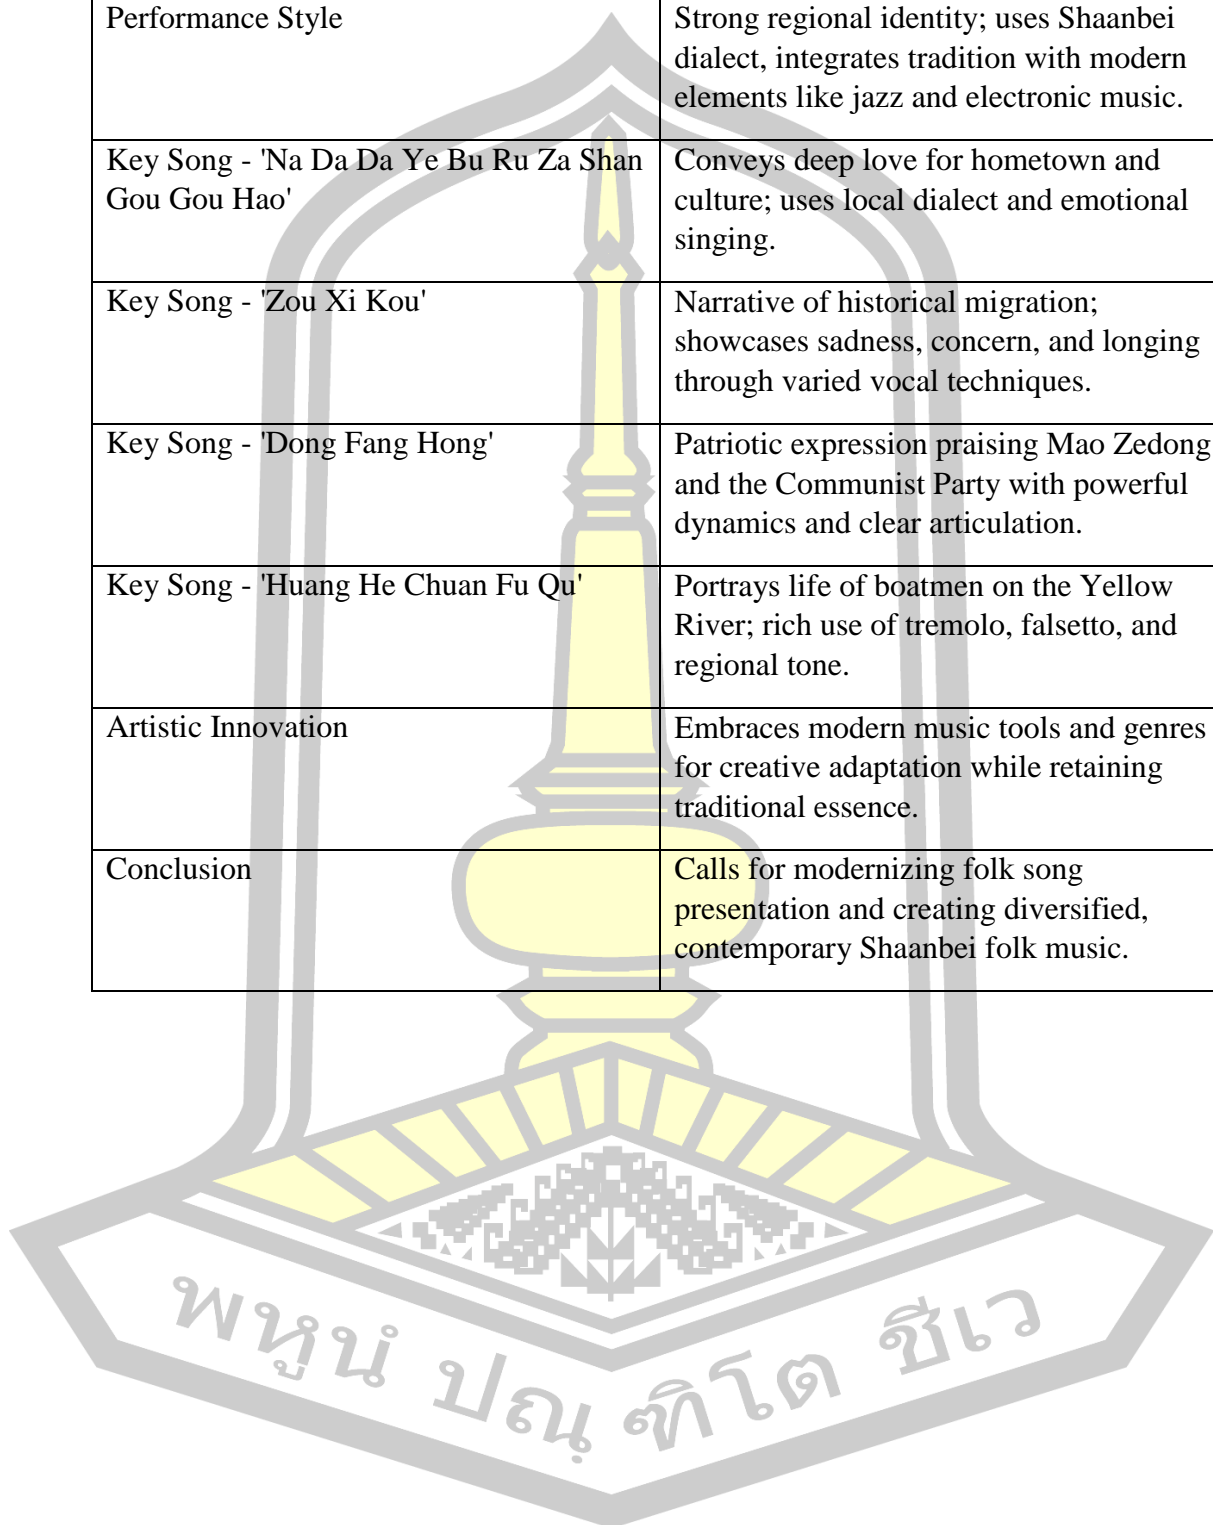 Performance Style
Strong regional identity; uses Shaanbei
dialect, integrates tradition with modern
elements like jazz and electronic music.
Key Song - 'Na Da Da Ye Bu Ru Za Shan
Gou Gou Hao'
Conveys deep love for hometown and
culture; uses local dialect and emotional
singing.
Key Song - 'Zou Xi Kou'
Narrative of historical migration;
showcases sadness, concern, and longing
through varied vocal techniques.
Key Song - 'Dong Fang Hong'
Patriotic expression praising Mao Zedong
and the Communist Party with powerful
dynamics and clear articulation.
Key Song - 'Huang He Chuan Fu Qu'
Portrays life of boatmen on the Yellow
River; rich use of tremolo, falsetto, and
regional tone.
Artistic Innovation
Embraces modern music tools and genres
for creative adaptation while retaining
traditional essence.
Conclusion
Calls for modernizing folk song
presentation and creating diversified,
contemporary Shaanbei folk music.
พหูนํ ปณฺฑิโต ชีเว